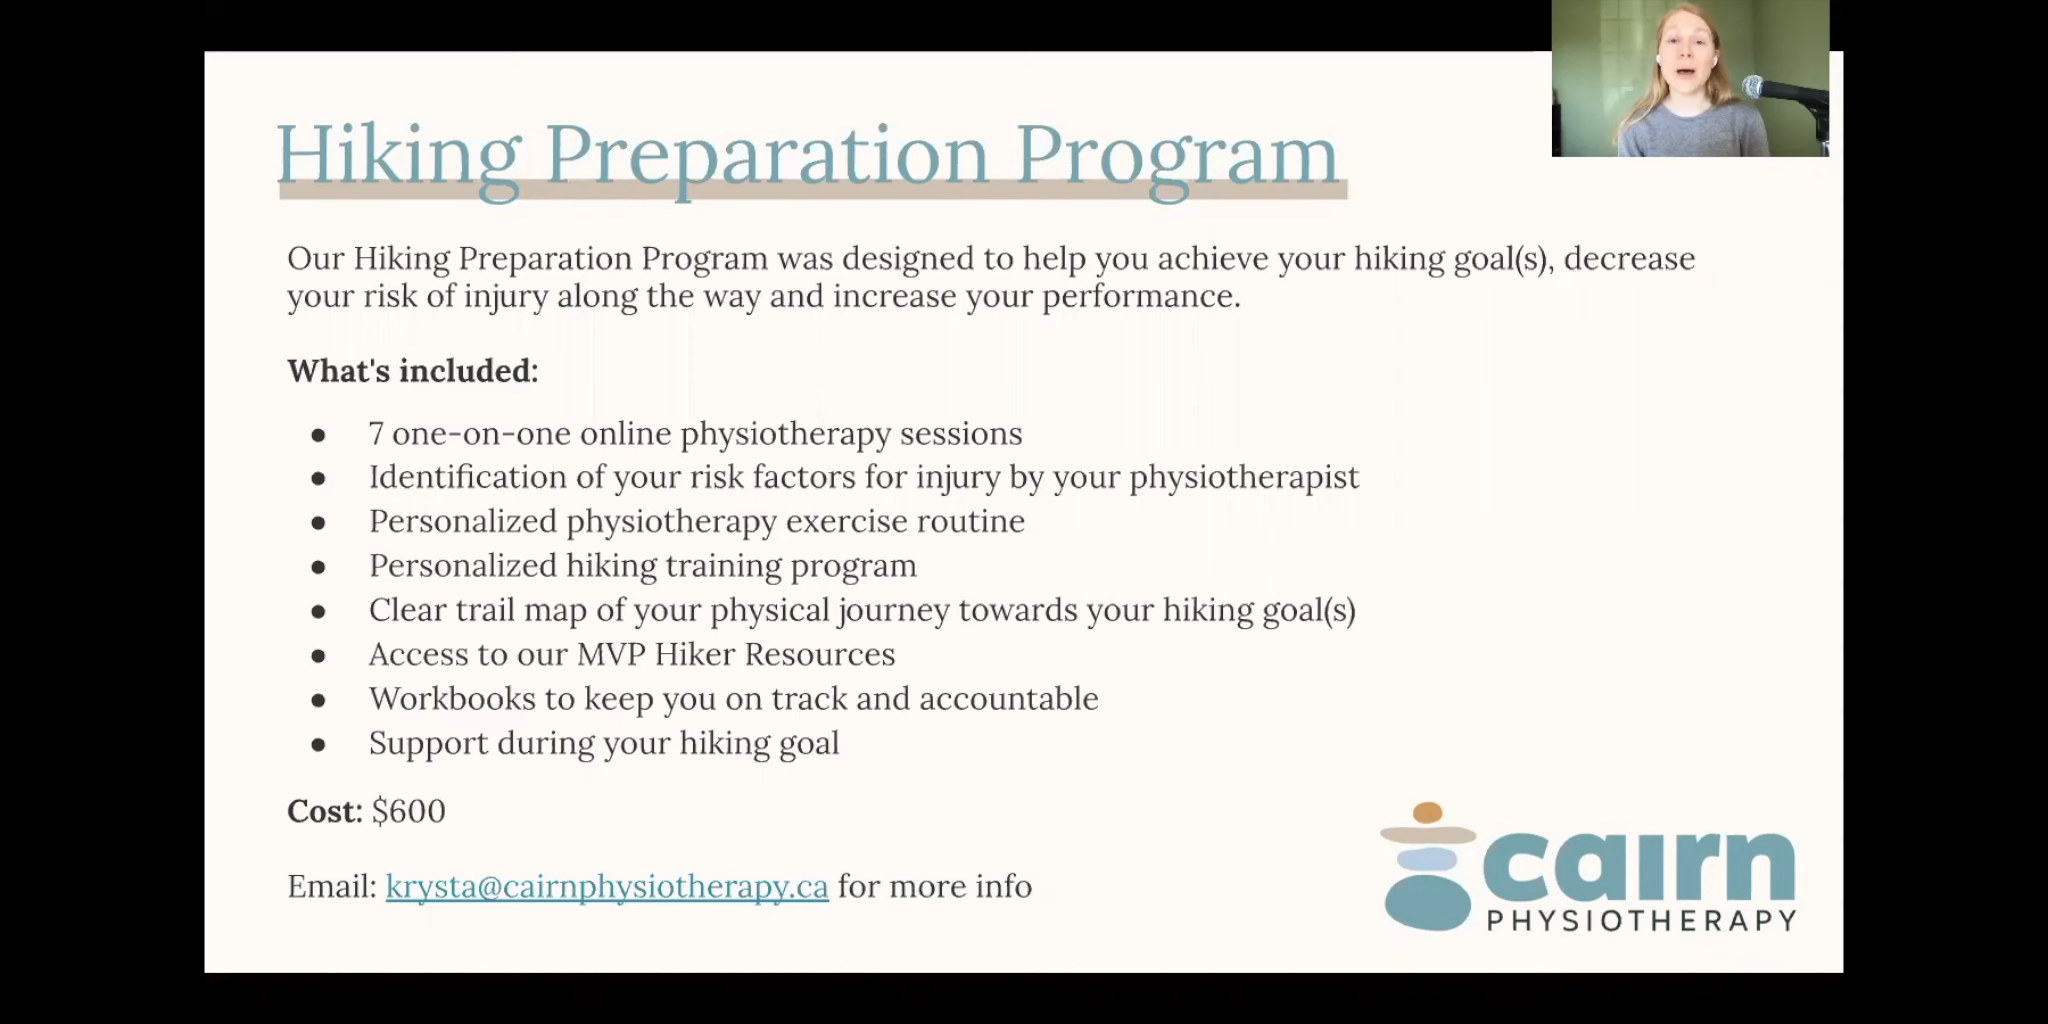 Hiking Preparation Program
Our Hiking Preparation Program was designed to help you achieve your hiking goal(s), decrease
your risk of injury along the way and increase your performance.
What's included:
● 7 one-on-one online physiotherapy sessions
● Identification of your risk factors for injury by your physiotherapist
● Personalized physiotherapy exercise routine
● Personalized hiking training program
● Clear trail map of your physical journey towards your hiking goal(s)
● Access to our MVP Hiker Resources
● Workbooks to keep you on track and accountable
● Support during your hiking goal
Cost: $600
Email: krysta@cairnphysiotherapy.ca for more info
cairn
PHYSIOTHERAPY